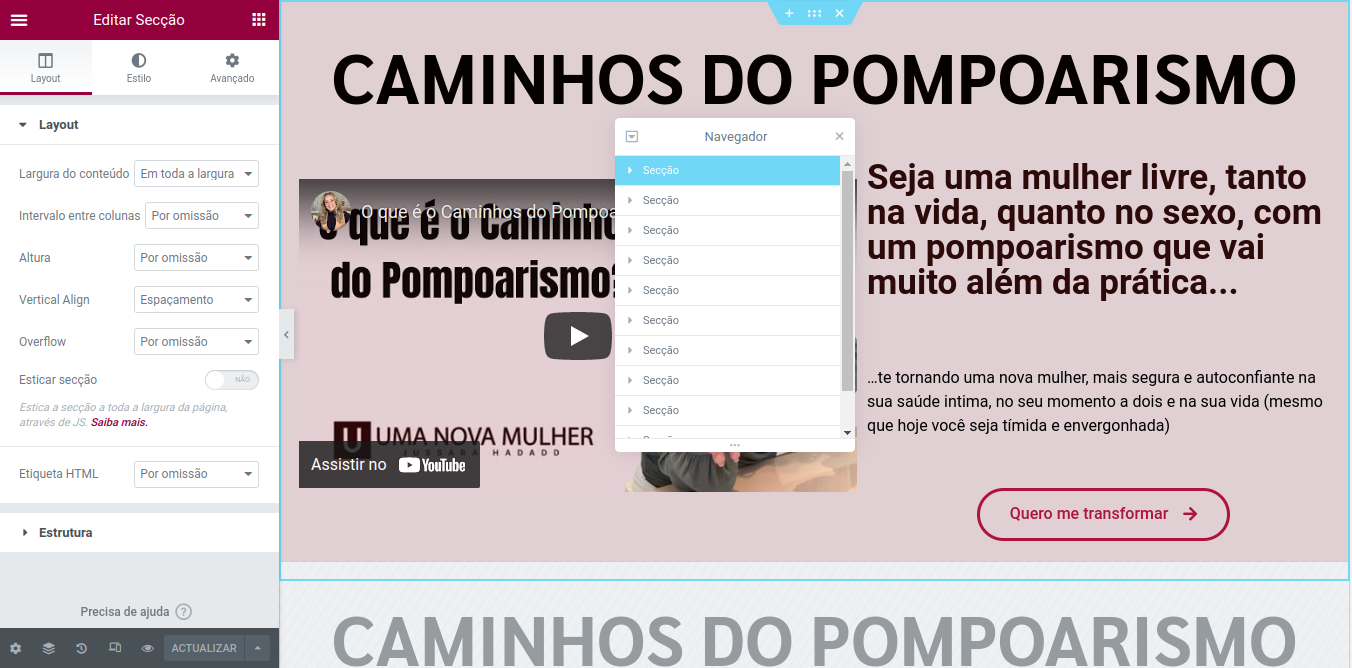 Editar Secção
Layout
Estilo
Avançado
Layout
Largura do conteúdo
Em toda a largura
Intervalo entre colunas
Por omissão
Altura
Por omissão
Vertical Align
Espaçamento
Overflow
Por omissão
Esticar secção
NÃO
Estica a secção a toda a largura da página,
através de JS. Saiba mais.
Etiqueta HTML
Por omissão
Estrutura
Precisa de ajuda
ACTUALIZAR
CAMINHOS DO POMPOARISMO
O que é o Caminhos do Pompoa
do Pompoarismo?
UMA NOVA MULHER
JUSSARA HADADD
Assistir no YouTube
Navegador
Secção
Secção
Secção
Secção
Secção
Secção
Secção
Secção
Secção
Seja uma mulher livre, tanto
na vida, quanto no sexo, com
um pompoarismo que vai
muito além da prática...
...te tornando uma nova mulher, mais segura e autoconfiante na
sua saúde intima, no seu momento a dois e na sua vida (mesmo
que hoje você seja tímida e envergonhada)
Quero me transformar
CAMINHOS DO POMPOARISMO